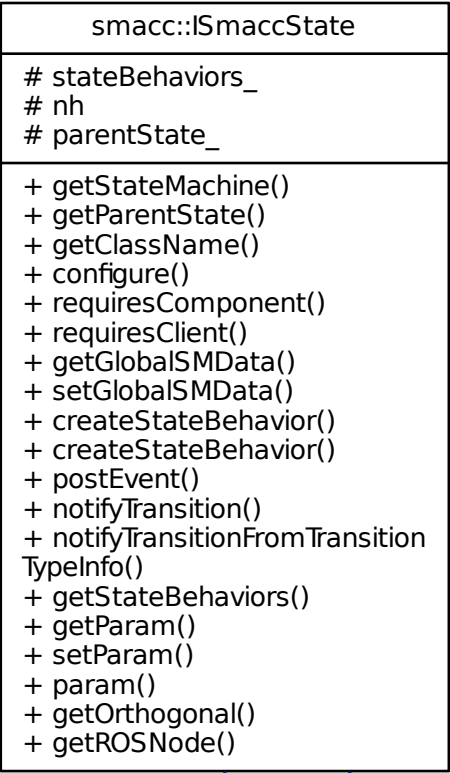 smacc::ISmaccState
# stateBehaviors_
# nh
# parentState_
+ getStateMachine()
+ getParentState()
+ getClassName()
+ configure()
+ requiresComponent()
+ requiresClient()
+ getGlobalSMData()
+ setGlobalSMData()
+ createStateBehavior()
+ createStateBehavior()
+ postEvent()
+ notifyTransition()
+ notifyTransitionFromTransition
TypeInfo()
+ getStateBehaviors()
+ getParam()
+ setParam()
+ param()
+ getOrthogonal()
+ getROSNode()